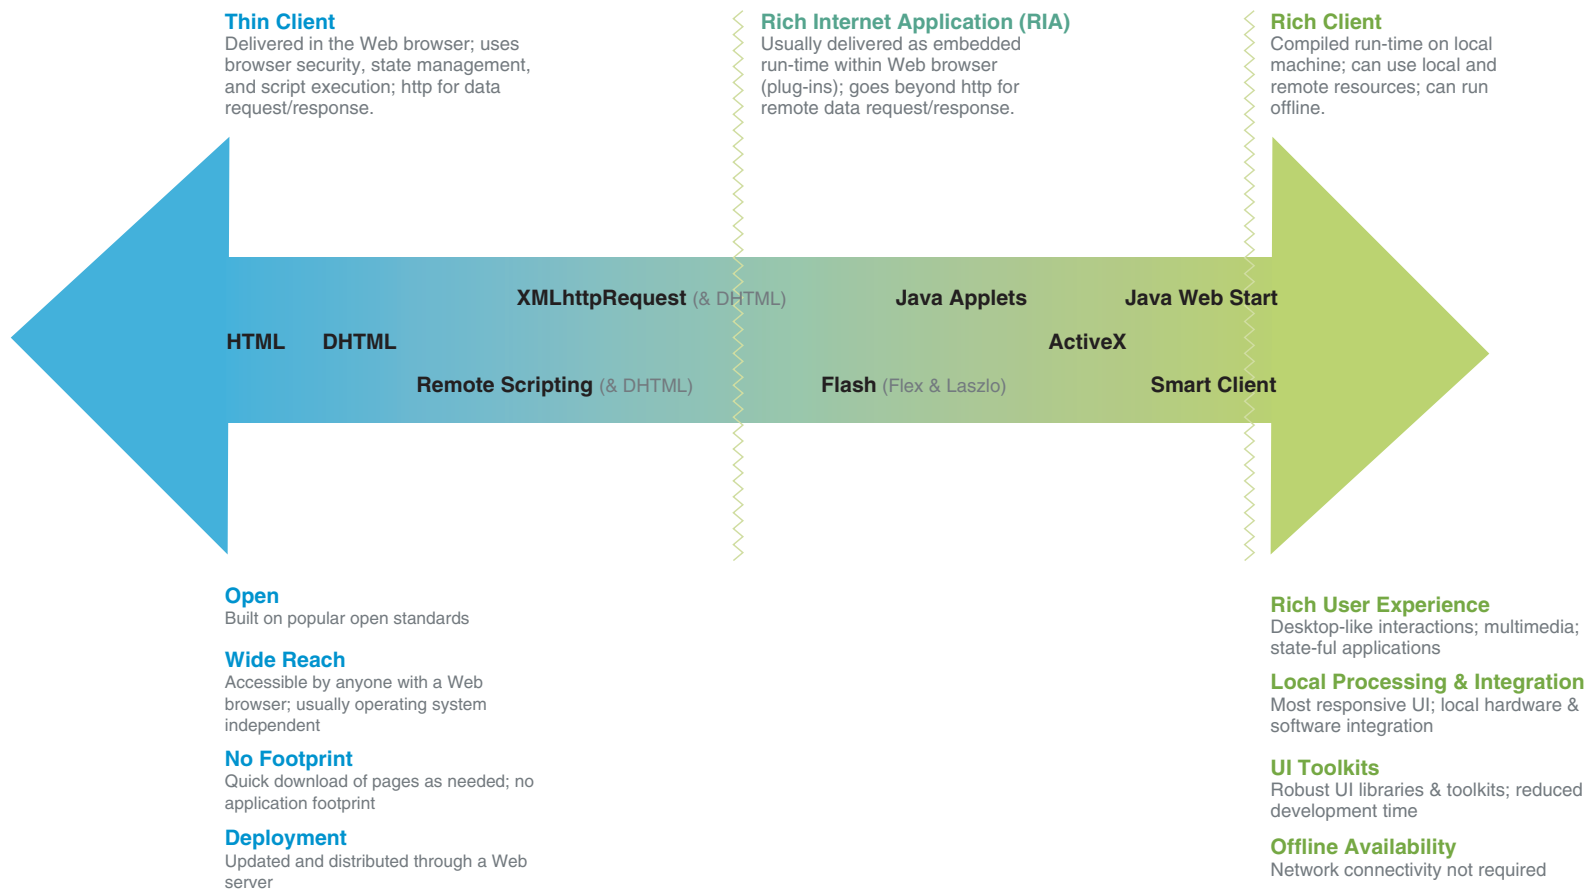 Thin Client
Delivered in the Web browser; uses
browser security, state management,
and script execution; http for data
request/response.
Rich Internet Application (RIA)
Usually delivered as embedded
run-time within Web browser
(plug-ins); goes beyond http for
remote data request/response.
Rich Client
Compiled run-time on local
machine; can use local and
remote resources; can run
offline.
XMLhttpRequest (& DHTML)
Java Applets
Java Web Start
HTML
DHTML
ActiveX
Remote Scripting (& DHTML)
Flash (Flex & Laszlo)
Smart Client
Open
Built on popular open standards
Wide Reach
Accessible by anyone with a Web
browser; usually operating system
independent
No Footprint
Quick download of pages as needed; no
application footprint
Deployment
Updated and distributed through a Web
server
Rich User Experience
Desktop-like interactions; multimedia;
state-ful applications
Local Processing & Integration
Most responsive UI; local hardware &
software integration
UI Toolkits
Robust UI libraries & toolkits; reduced
development time
Offline Availability
Network connectivity not required